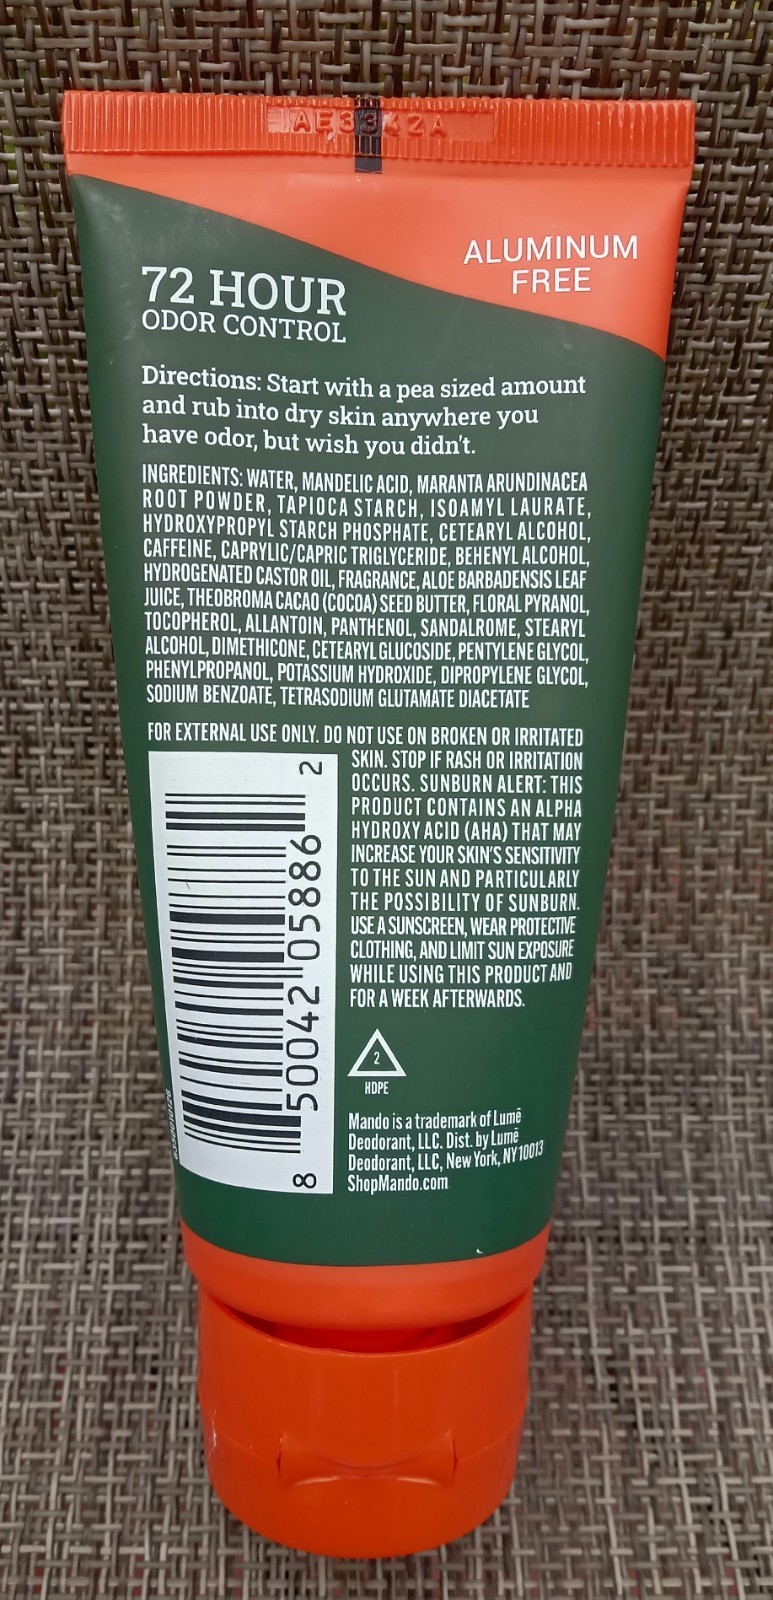 AE3342A
ALUMINUM
FREE
72 HOUR
ODOR CONTROL
Directions: Start with a pea sized amount
and rub into dry skin anywhere you
have odor, but wish you didn't.
INGREDIENTS: WATER, MANDELIC ACID, MARANTA ARUNDINACEA
ROOT POWDER, TAPIOCA STARCH, ISOAMYL LAURATE,
HYDROXYPROPYL STARCH PHOSPHATE, CETEARYL ALCOHOL,
CAFFEINE, CAPRYLIC/CAPRIC TRIGLYCERIDE, BEHENYL ALCOHOL,
HYDROGENATED CASTOR OIL, FRAGRANCE, ALOE BARBADENSIS LEAF
JUICE, THEOBROMA CACAO (COCOA) SEED BUTTER, FLORAL PYRANOL,
TOCOPHEROL, ALLANTOIN, PANTHENOL, SANDALROME, STEARYL
ALCOHOL, DIMETHICONE, CETEARYL GLUCOSIDE, PENTYLENE GLYCOL,
PHENYLPROPANOL, POTASSIUM HYDROXIDE, DIPROPYLENE GLYCOL,
SODIUM BENZOATE, TETRASODIUM GLUTAMATE DIACETATE
FOR EXTERNAL USE ONLY. DO NOT USE ON BROKEN OR IRRITATED
SKIN. STOP IF RASH OR IRRITATION
OCCURS. SUNBURN ALERT: THIS
PRODUCT CONTAINS AN ALPHA
HYDROXY ACID (AHA) THAT MAY
INCREASE YOUR SKIN'S SENSITIVITY
TO THE SUN AND PARTICULARLY
THE POSSIBILITY OF SUNBURN.
USE A SUNSCREEN, WEAR PROTECTIVE
CLOTHING, AND LIMIT SUN EXPOSURE
WHILE USING THIS PRODUCT AND
FOR A WEEK AFTERWARDS.
8 50042 05886 2
2
HDPE
Mando is a trademark of Lumē
Deodorant, LLC. Dist. by Lumē
Deodorant, LLC, New York, NY 10013
ShopMando.com